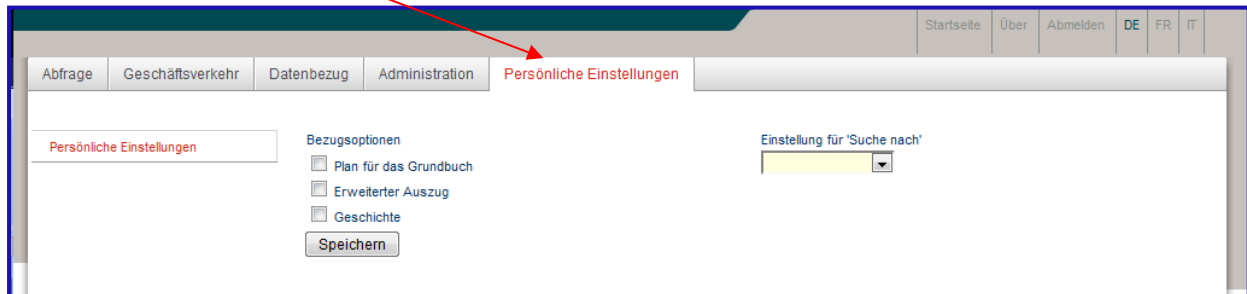 Startseite Über Abmelden DE FR IT
Abfrage Geschäftsverkehr Datenbezug Administration Persönliche Einstellungen
Persönliche Einstellungen
Bezugsoptionen
Plan für das Grundbuch
Erweiterter Auszug
Geschichte
Speichern
Einstellung für 'Suche nach'